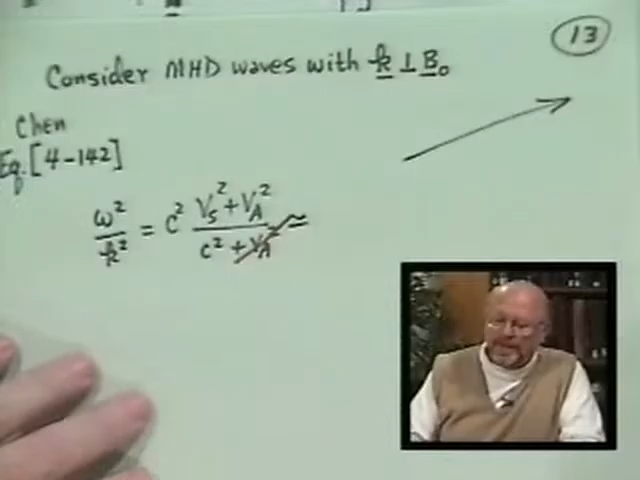 13
Consider MHD waves with k ⊥ B₀
Chen
Eq. [4-142]
ω²/k² = c² (V_S² + V_A²)/(c² + V_A²) ≃